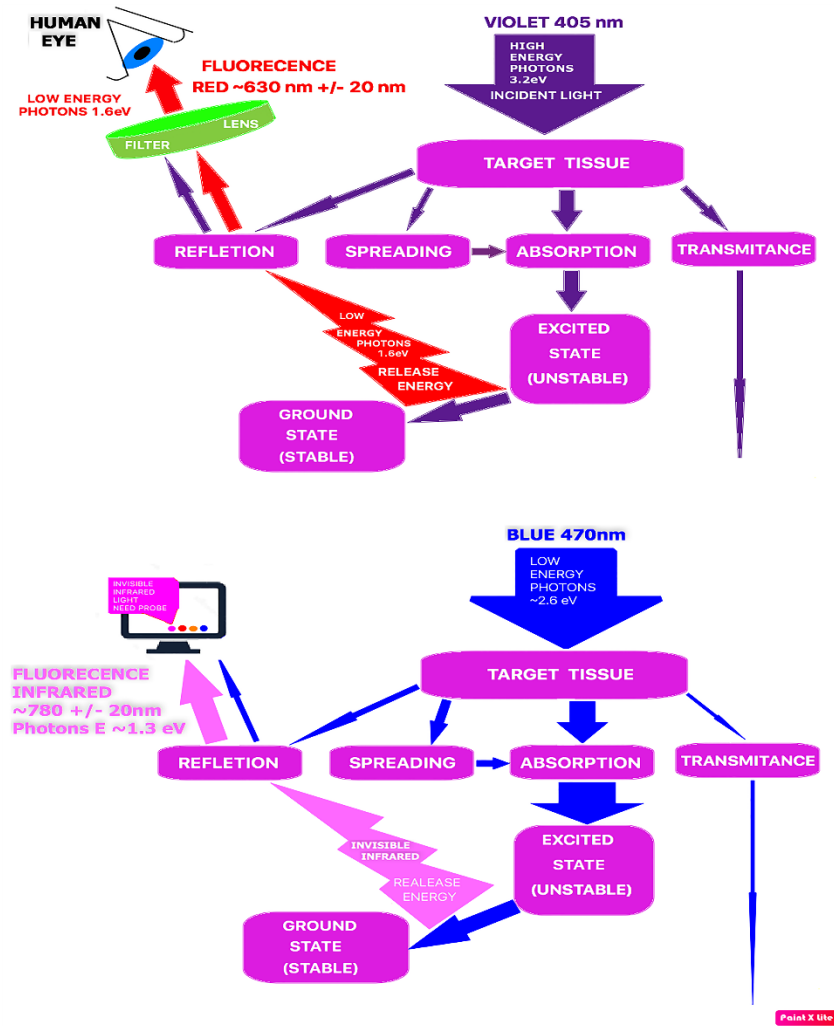 HUMAN
EYE
VIOLET 405 nm
HIGH
ENERGY
PHOTONS
3.2eV
INCIDENT LIGHT
FLUORECENCE
RED ~630 nm +/- 20 nm
LOW ENERGY
PHOTONS 1.6eV
LENS
FILTER
TARGET TISSUE
REFLETION
SPREADING
ABSORPTION
TRANSMITANCE
LOW
ENERGY
PHOTONS
1.6eV
RELEASE
ENERGY
EXCITED
STATE
(UNSTABLE)
GROUND
STATE
(STABLE)
BLUE 470nm
LOW
ENERGY
PHOTONS
~2.6 eV
INVISIBLE
INFRARED
LIGHT
NEED PROBE
TARGET TISSUE
FLUORECENCE
INFRARED
~780 +/- 20nm
Photons E ~1.3 eV
REFLETION
SPREADING
ABSORPTION
TRANSMITANCE
INVISIBLE
INFRARED
REALEASE
ENERGY
EXCITED
STATE
(UNSTABLE)
GROUND
STATE
(STABLE)
Paint X Lite